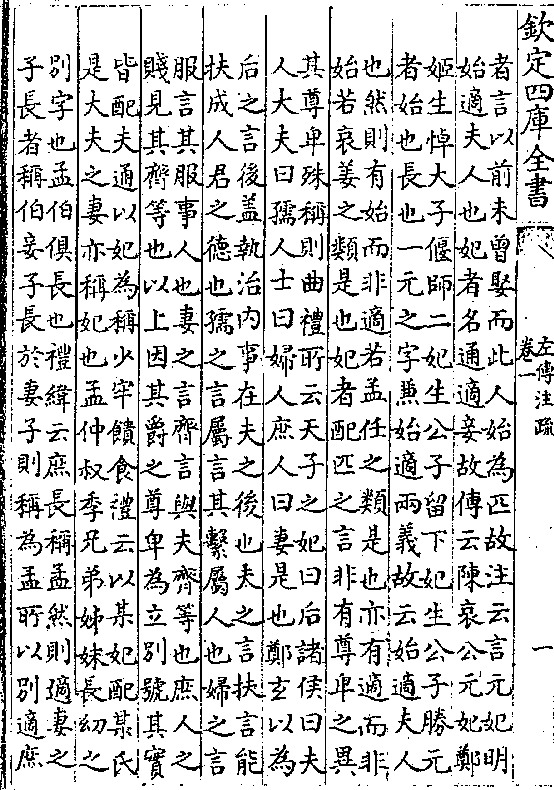 欽定四庫全書
左傳注疏
卷一
一
者言以前未曾娶而此人始為匹故注云言元妃明
始適夫人也妃者名通適妾故傳云陳哀公元妃鄭
姬生悼大子偃師二妃生公子留下妃生公子勝元
者始也長也一元之字兼始適兩義故云始適夫人
也然則有始而非適若孟任之類是也亦有適而非
始若哀姜之類是也妃者配匹之言非有尊卑之異
其尊卑殊稱則曲禮所云天子之妃曰后諸侯曰夫
人大夫曰孺人士曰婦人庶人曰妻是也鄭玄以為
后之言後蓋執治内事在夫之後也夫之言扶言能
扶成人君之德也孺之言屬言其繫屬人也婦之言
服言其服事人也妻之言齊言與夫齊等也庶人之
賤見其齊等也以上因其爵之尊卑為立别號其實
皆配夫通以妃為稱少牢饋食禮云以某妃配某氏
是大夫之妻亦稱妃也孟仲叔季兄弟姊妹長幼之
别字也孟伯俱長也禮緯云庶長稱孟然則適妻之
子長者稱伯妾子長於妻子則稱為孟所以别適庶